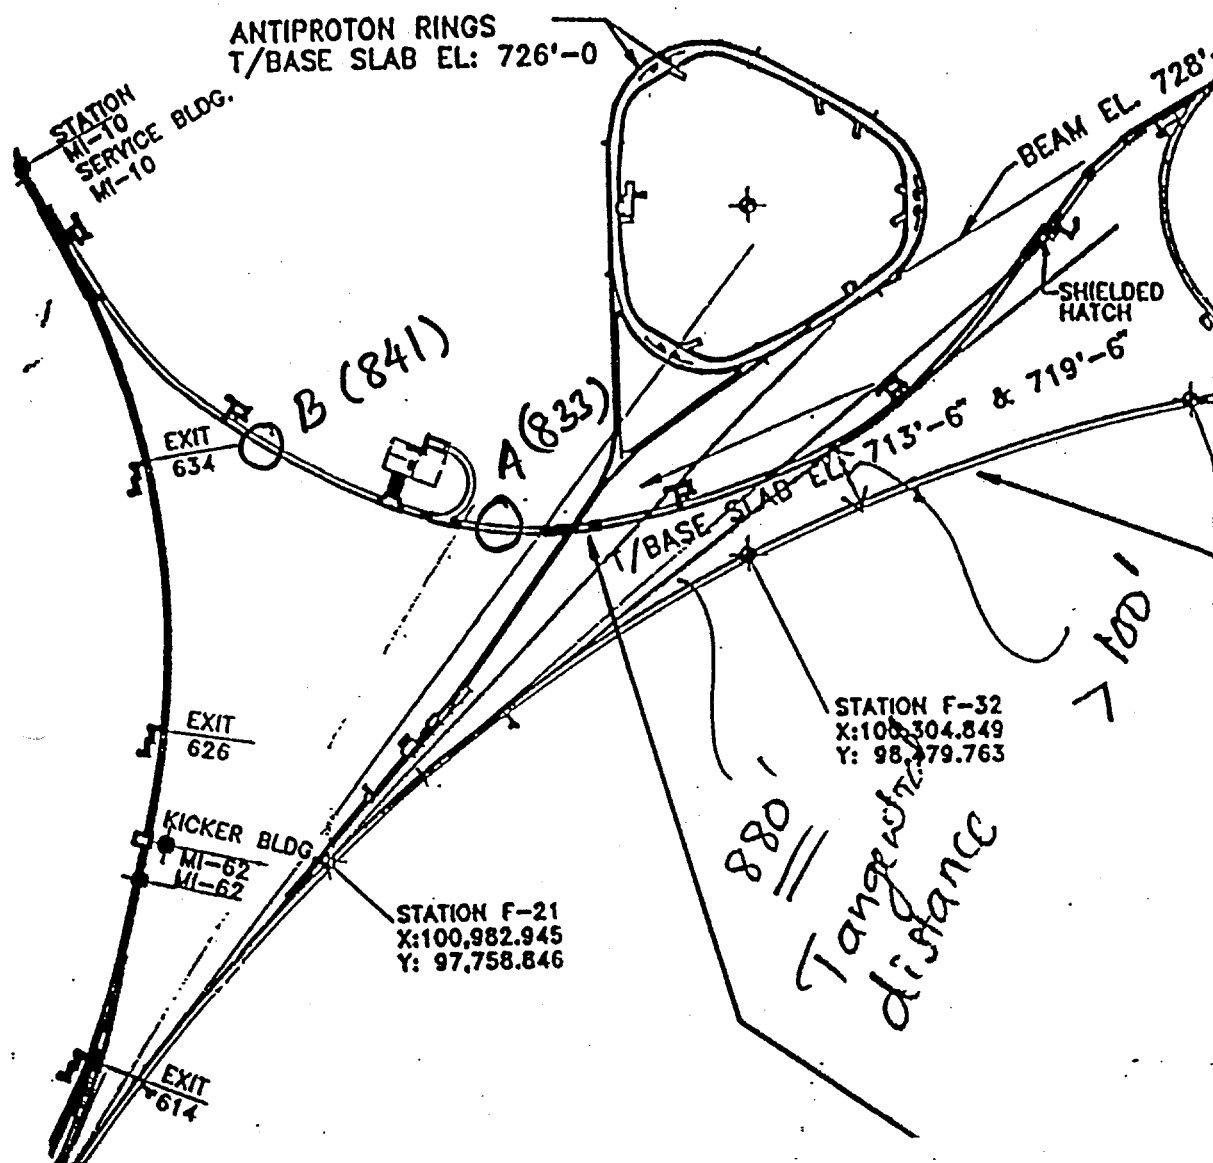 ANTIPROTON RINGS
T/BASE SLAB EL: 726'-0
STATION
MI-10
SERVICE BLDG.
MI-10
BEAM EL. 728'-
SHIELDED
HATCH
B (841)
A (833)
EXIT
634
T/BASE SLAB EL: 713'-6" & 719'-6"
> 100'
EXIT
626
STATION F-32
X:100,304.849
Y: 98,479.763
880'
Tangential
distance
KICKER BLDG
MI-62
MI-62
STATION F-21
X:100,982.945
Y: 97,758.846
EXIT
614